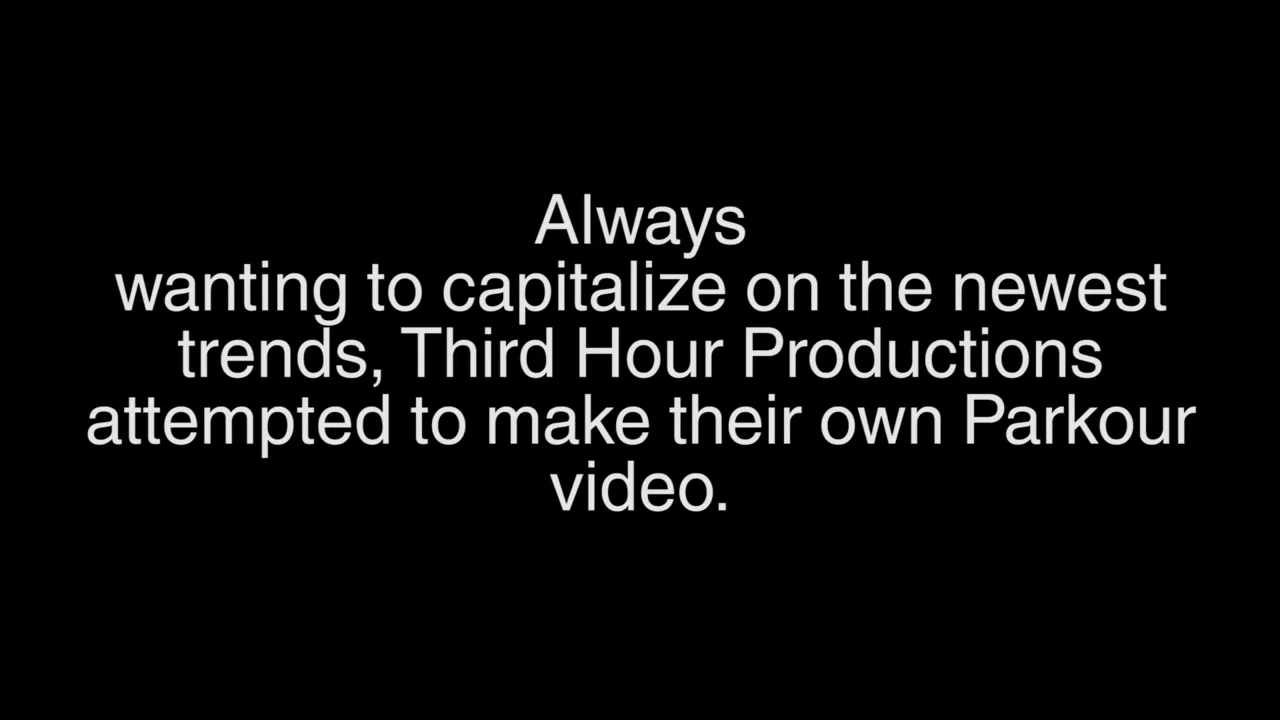 Always
wanting to capitalize on the newest
trends, Third Hour Productions
attempted to make their own Parkour
video.